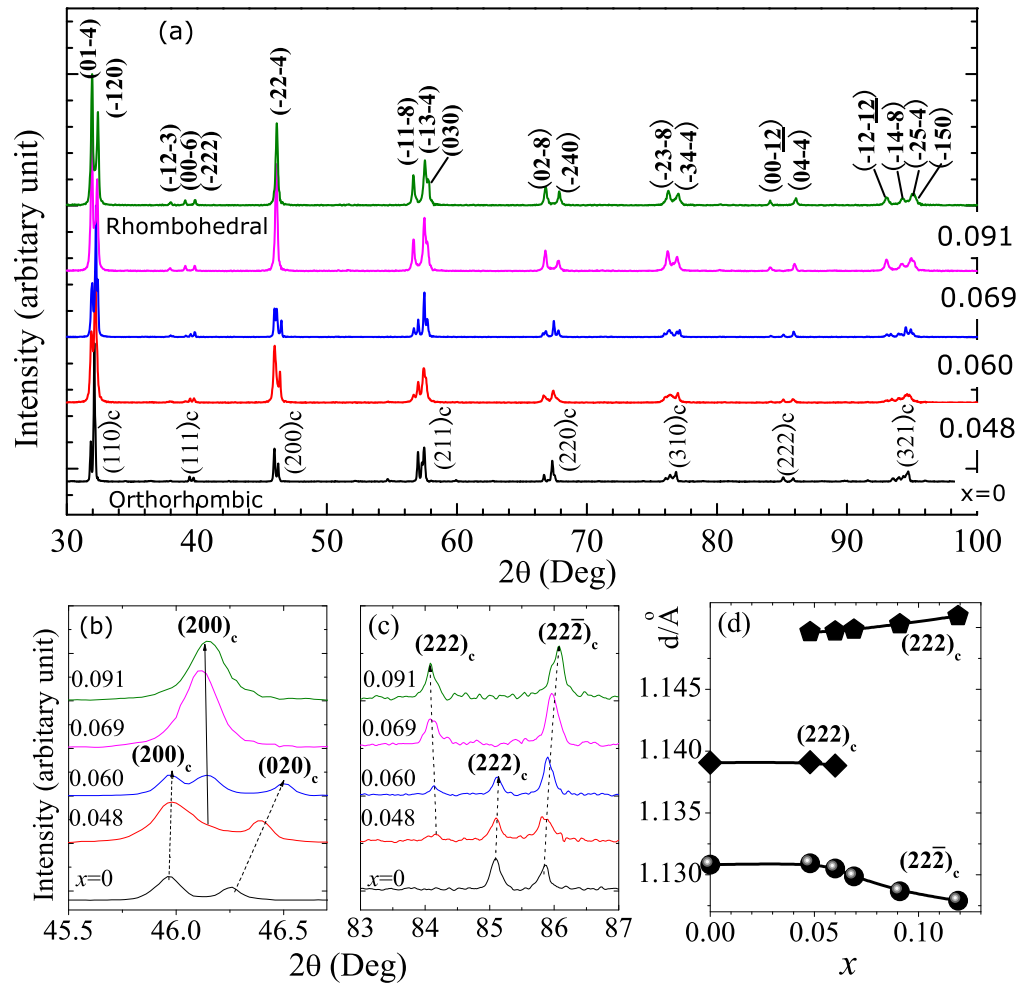 (a)
(01-4)
(-120)
(-12-3)
(00-6)
(-222)
(-22-4)
(-11-8)
(-13-4)
(030)
(02-8)
(-240)
(-23-8)
(-34-4)
(00-12)
(04-4)
(-12-12)
(-14-8)
(-25-4)
(-150)
Rhombohedral
0.091
0.069
0.060
0.048
x=0
(110)c
(111)c
(200)c
(211)c
(220)c
(310)c
(222)c
(321)c
Orthorhombic
Intensity (arbitary unit)
30 40 50 60 70 80 90 100
2θ (Deg)
(b)
(200)c
0.091
0.069
(200)c
(020)c
0.060
0.048
x=0
Intensity (arbitary unit)
45.5 46.0 46.5
2θ (Deg)
(c)
(222)c
(222̅)c
0.091
0.069
0.060
(222)c
0.048
x=0
83 84 85 86 87
2θ (Deg)
d/Å
(d)
(222)c
1.145
(222)c
1.140
1.135
(222̅)c
1.130
0.00 0.05 0.10
x